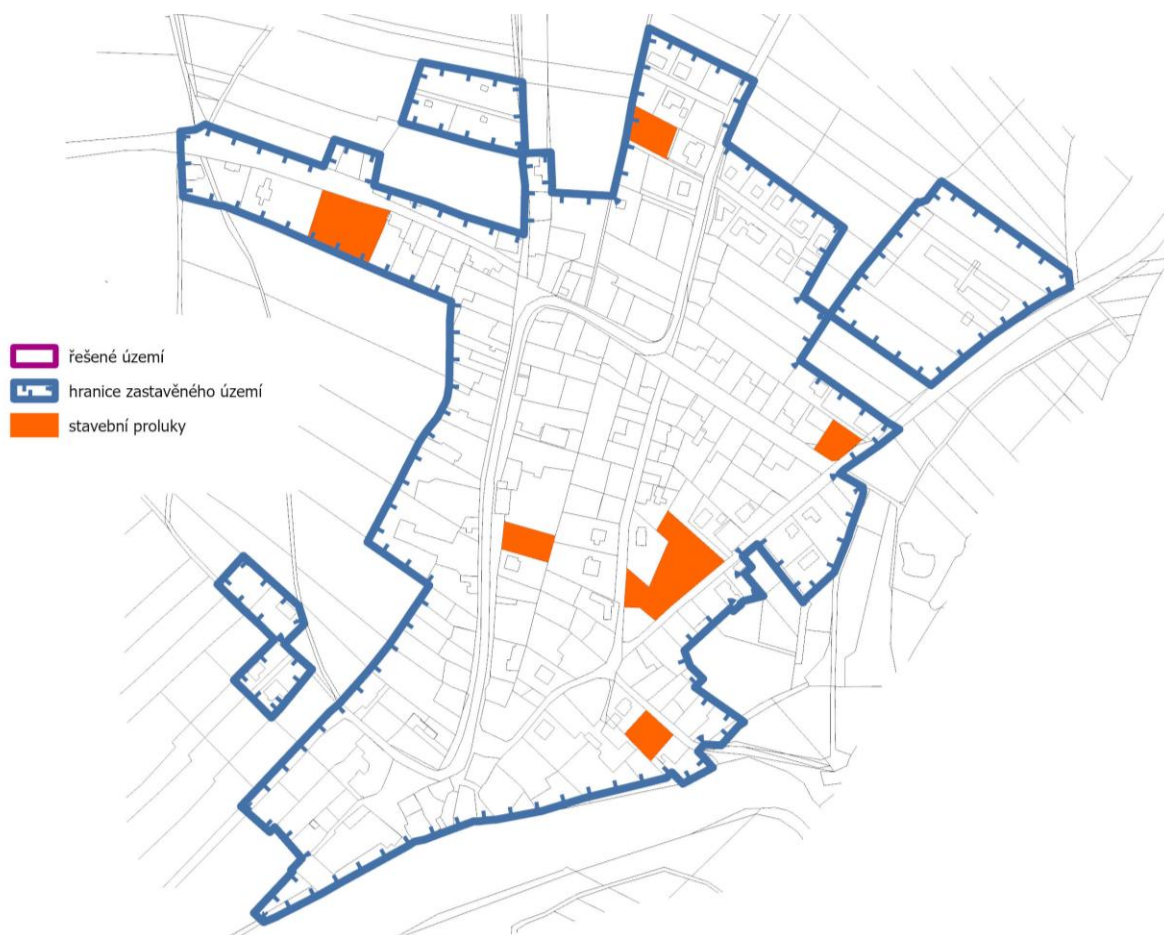 řešené území
hranice zastavěného území
stavební proluky